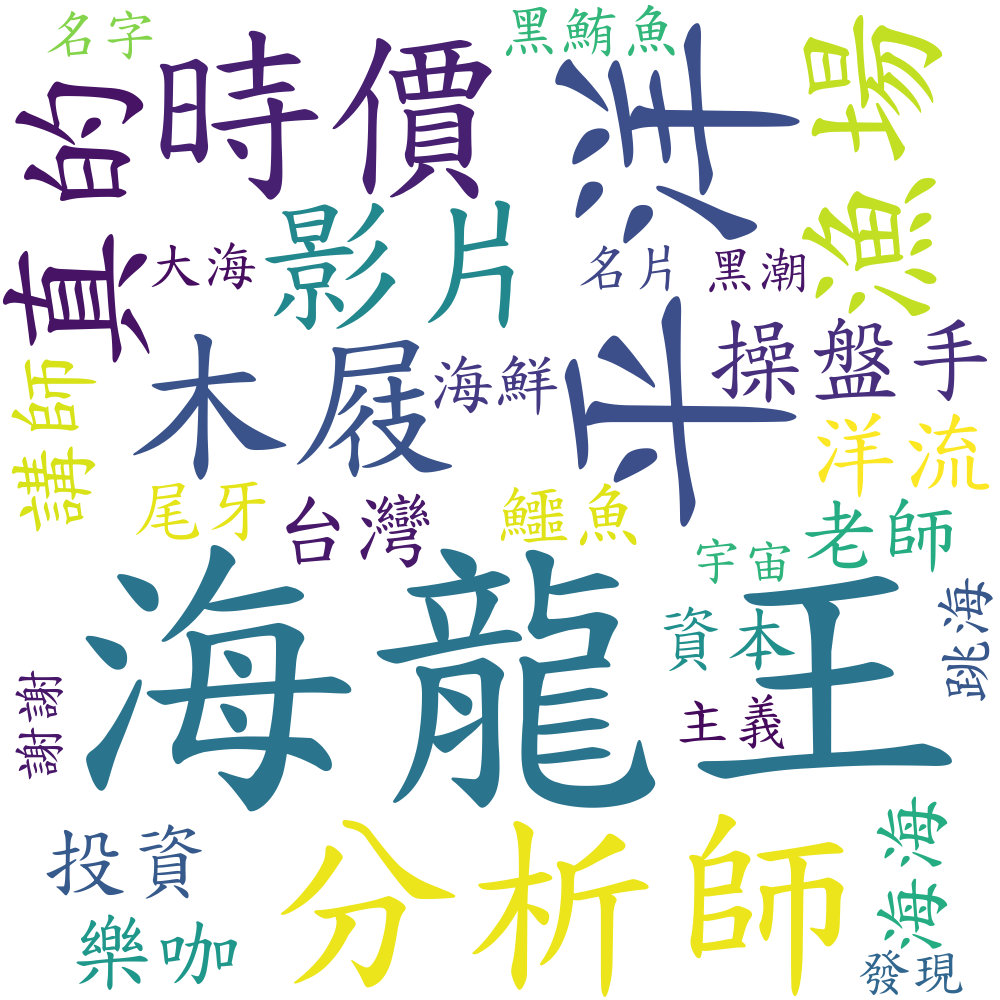 名字
黑鮪魚
時價
真的
太平洋
漁場
大海
影片
名片
黑潮
木屐
海鮮
操盤手
講師
洋流
尾牙
台灣
鱷魚
老師
宇宙
海龍王
資本
跳海
主義
謝謝
投資
分析師
海海
樂咖
發現